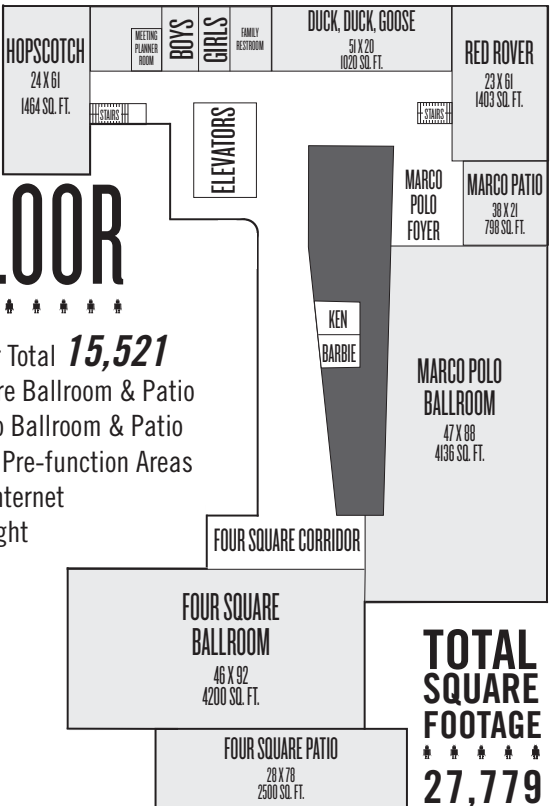 HOPSCOTCH
24 X 61
1464 SQ. FT.
MEETING
PLANNER
ROOM
BOYS
GIRLS
FAMILY
RESTROOM
DUCK, DUCK, GOOSE
51 X 20
1020 SQ. FT.
RED ROVER
23 X 61
1403 SQ. FT.
STAIRS
ELEVATORS
STAIRS
MARCO
POLO
FOYER
MARCO PATIO
38 X 21
798 SQ. FT.
LOOR
Total 15,521
re Ballroom & Patio
o Ballroom & Patio
Pre-function Areas
nternet
ght
KEN
BARBIE
MARCO POLO
BALLROOM
47 X 88
4136 SQ. FT.
FOUR SQUARE CORRIDOR
FOUR SQUARE
BALLROOM
46 X 92
4200 SQ. FT.
FOUR SQUARE PATIO
28 X 78
2500 SQ. FT.
TOTAL
SQUARE
FOOTAGE
27,779